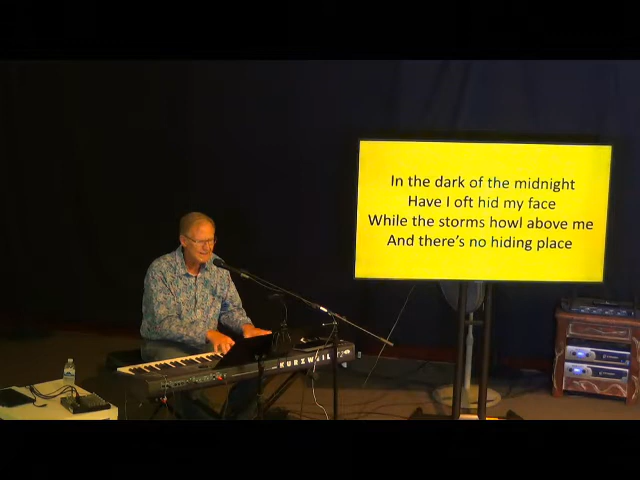 In the dark of the midnight
Have I oft hid my face
While the storms howl above me
And there's no hiding place
KURZWEIL